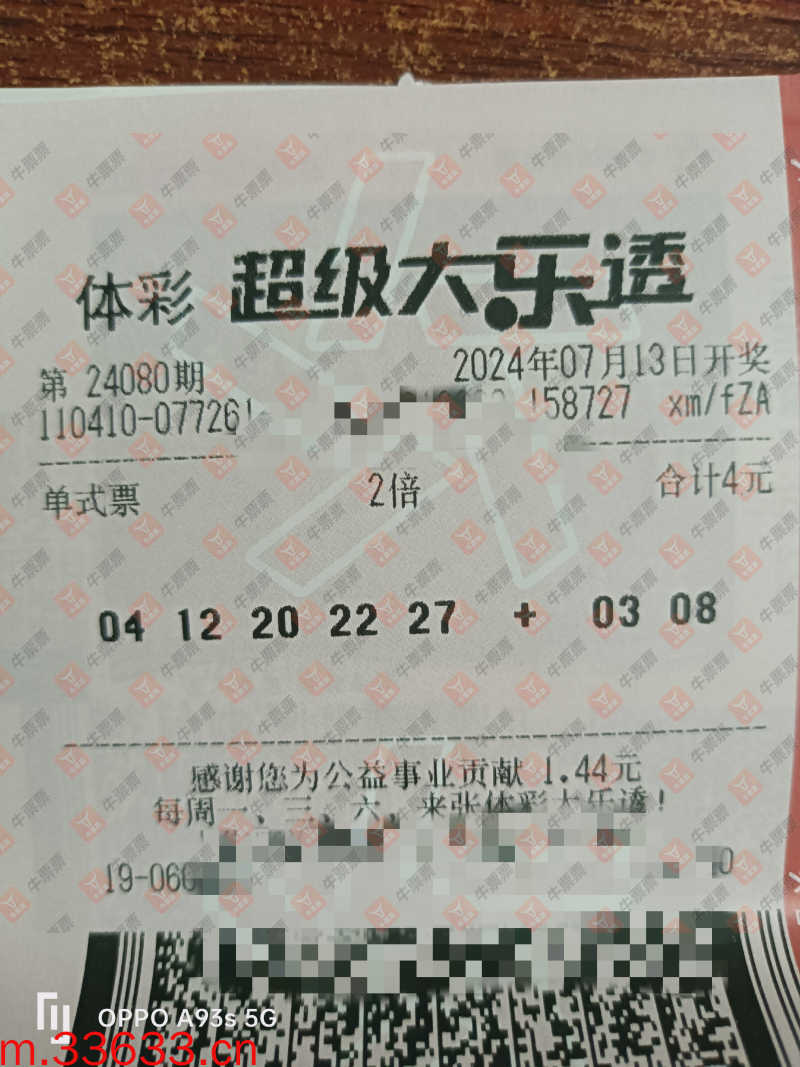 体彩 超级大乐透
第 24080期 2024年07月13日开奖
110410-077261 158727 xm/fZA
单式票 2倍 合计4元
04 12 20 22 27 + 03 08
感谢您为公益事业贡献 1.44元
每周一、三、六，来张体彩大乐透！
19-06
OPPO A93s 5G
m.33633.cn
牛票票